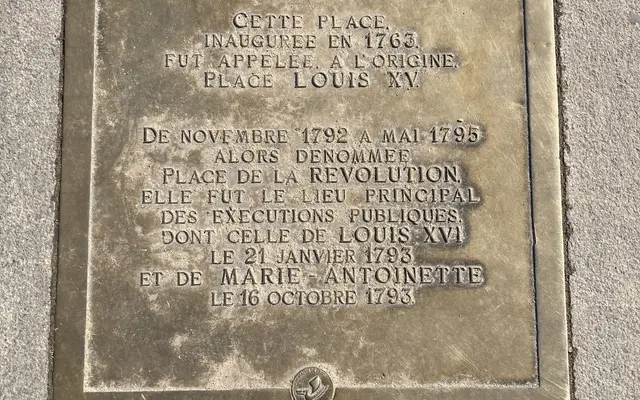 CETTE PLACE,
INAUGUREE EN 1763,
FUT APPELEE, A L'ORIGINE,
PLACE LOUIS XV.
DE NOVEMBRE 1792 A MAI 1795
ALORS DENOMMEE
PLACE DE LA REVOLUTION,
ELLE FUT LE LIEU PRINCIPAL
DES EXECUTIONS PUBLIQUES,
DONT CELLE DE LOUIS XVI
LE 21 JANVIER 1793
ET DE MARIE-ANTOINETTE
LE 16 OCTOBRE 1793.